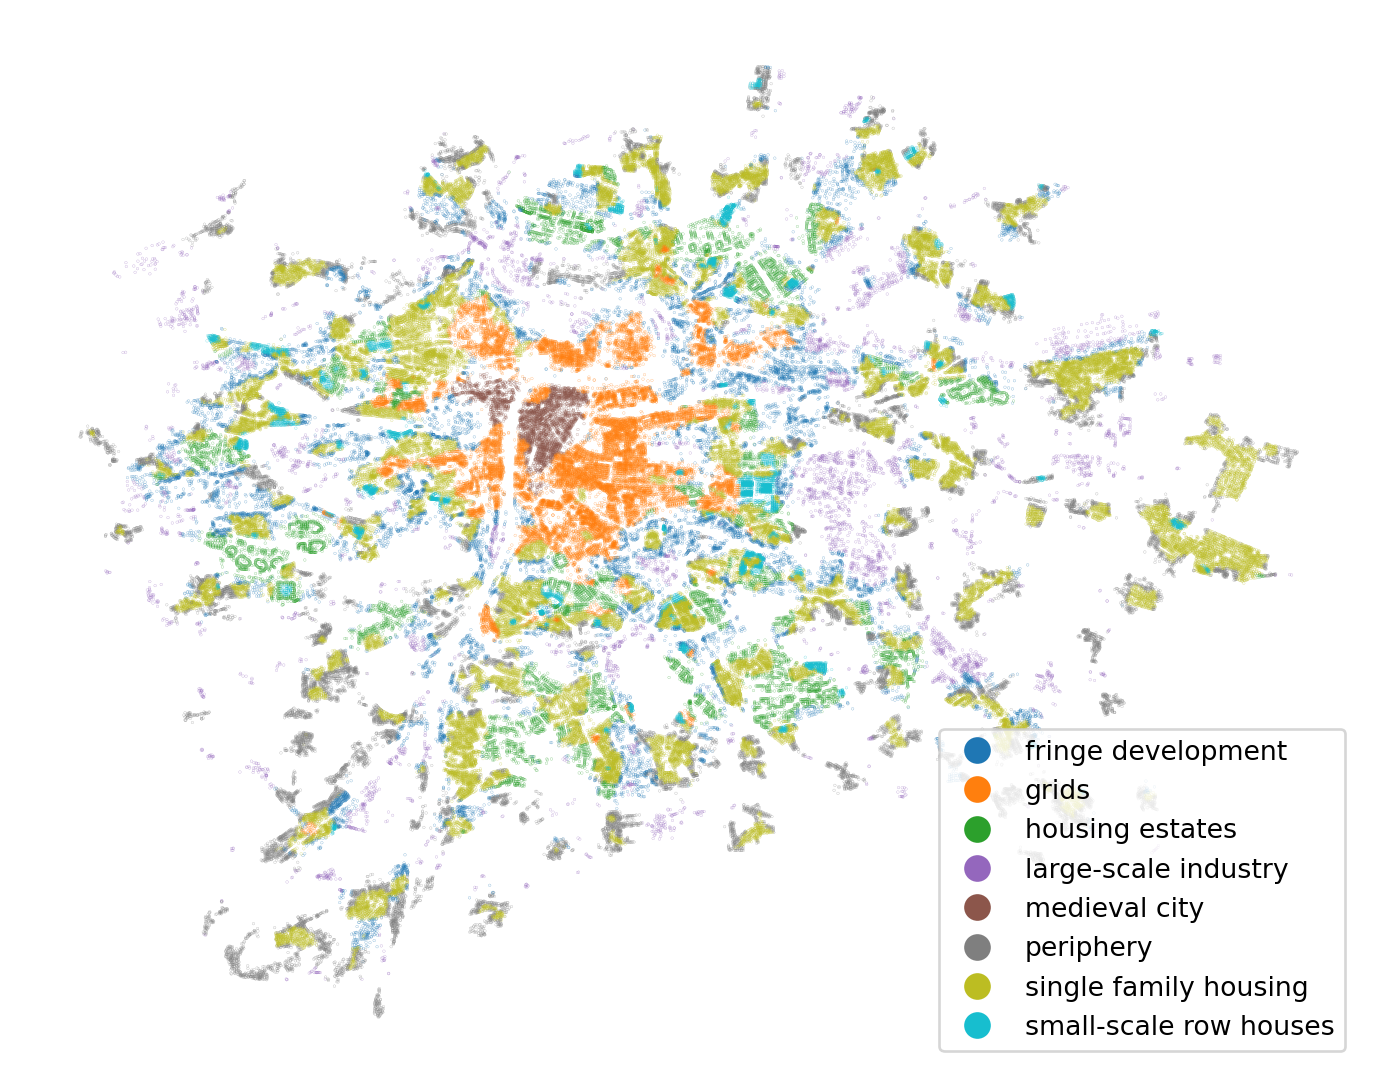 fringe development
grids
housing estates
large-scale industry
medieval city
periphery
single family housing
small-scale row houses